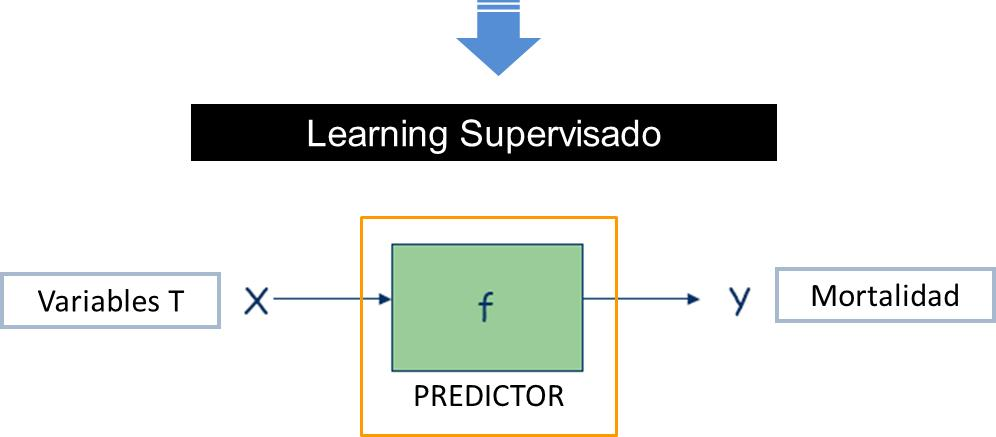 Learning Supervisado
Variables T
X
f
y
Mortalidad
PREDICTOR